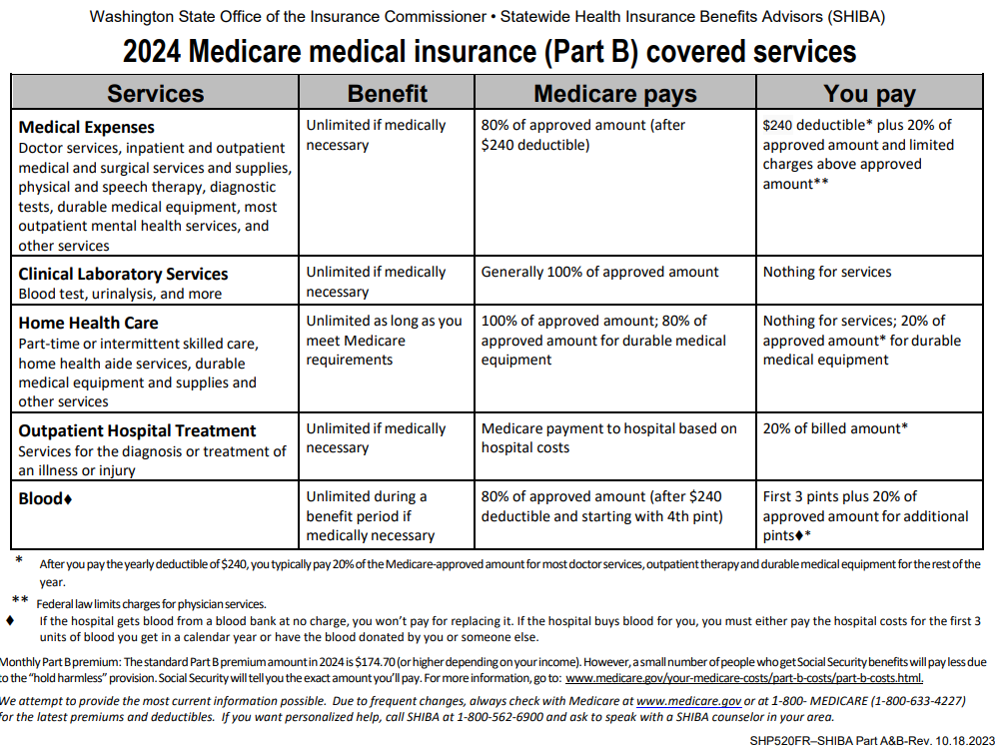 Washington State Office of the Insurance Commissioner • Statewide Health Insurance Benefits Advisors (SHIBA)
2024 Medicare medical insurance (Part B) covered services
Services Benefit Medicare pays You pay
Medical Expenses
Doctor services, inpatient and outpatient
medical and surgical services and supplies,
physical and speech therapy, diagnostic
tests, durable medical equipment, most
outpatient mental health services, and
other services
Unlimited if medically
necessary
80% of approved amount (after
$240 deductible)
$240 deductible* plus 20% of
approved amount and limited
charges above approved
amount**
Clinical Laboratory Services
Blood test, urinalysis, and more
Unlimited if medically
necessary
Generally 100% of approved amount
Nothing for services
Home Health Care
Part-time or intermittent skilled care,
home health aide services, durable
medical equipment and supplies and
other services
Unlimited as long as you
meet Medicare
requirements
100% of approved amount; 80% of
approved amount for durable medical
equipment
Nothing for services; 20% of
approved amount* for durable
medical equipment
Outpatient Hospital Treatment
Services for the diagnosis or treatment of
an illness or injury
Unlimited if medically
necessary
Medicare payment to hospital based on
hospital costs
20% of billed amount*
Blood♦
Unlimited during a
benefit period if
medically necessary
80% of approved amount (after $240
deductible and starting with 4th pint)
First 3 pints plus 20% of
approved amount for additional
pints♦*
* After you pay the yearly deductible of $240, you typically pay 20% of the Medicare-approved amount for most doctor services, outpatient therapy and durable medical equipment for the rest of the
year.
** Federal law limits charges for physician services.
♦ If the hospital gets blood from a blood bank at no charge, you won't pay for replacing it. If the hospital buys blood for you, you must either pay the hospital costs for the first 3
units of blood you get in a calendar year or have the blood donated by you or someone else.
Monthly Part B premium: The standard Part B premium amount in 2024 is $174.70 (or higher depending on your income). However, a small number of people who get Social Security benefits will pay less due
to the "hold harmless" provision. Social Security will tell you the exact amount you'll pay. For more information, go to: www.medicare.gov/your-medicare-costs/part-b-costs/part-b-costs.html.
We attempt to provide the most current information possible. Due to frequent changes, always check with Medicare at www.medicare.gov or at 1-800- MEDICARE (1-800-633-4227)
for the latest premiums and deductibles. If you want personalized help, call SHIBA at 1-800-562-6900 and ask to speak with a SHIBA counselor in your area.
SHP520FR–SHIBA Part A&B-Rev. 10.18.2023